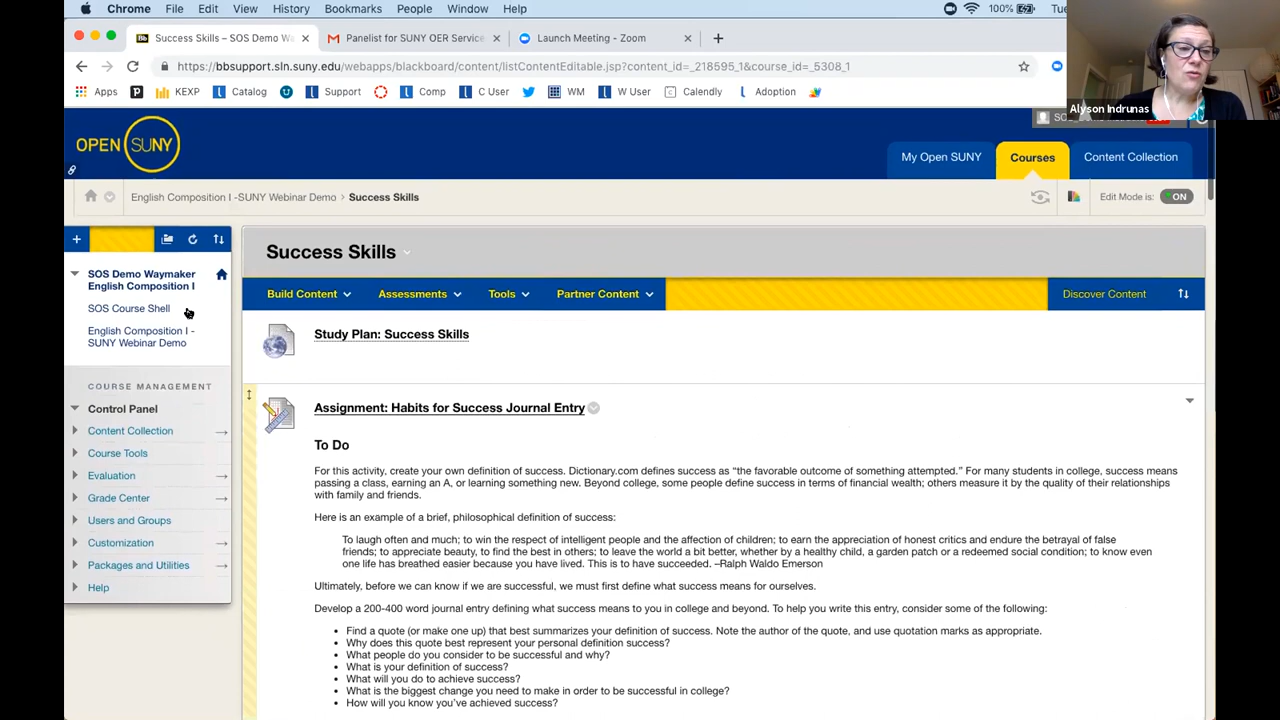 Chrome File Edit View History Bookmarks People Window Help 100% Tue
Success Skills – SOS Demo W
Panelist for SUNY OER Service
Launch Meeting - Zoom
https://bbsupport.sln.suny.edu/webapps/blackboard/content/listContentEditable.jsp?content_id=_218595_1&course_id=_5308_1
Apps KEXP Catalog Support Comp C User WM W User Calendly Adoption
Alyson Indrunas
OPEN SUNY
My Open SUNY Courses Content Collection
English Composition I -SUNY Webinar Demo > Success Skills
Edit Mode is: ON
SOS Demo Waymaker
English Composition I
SOS Course Shell
English Composition I -
SUNY Webinar Demo
COURSE MANAGEMENT
Control Panel
Content Collection
Course Tools
Evaluation
Grade Center
Users and Groups
Customization
Packages and Utilities
Help
Success Skills
Build Content Assessments Tools Partner Content Discover Content
Study Plan: Success Skills
Assignment: Habits for Success Journal Entry
To Do
For this activity, create your own definition of success. Dictionary.com defines success as “the favorable outcome of something attempted.” For many students in college, success means
passing a class, earning an A, or learning something new. Beyond college, some people define success in terms of financial wealth; others measure it by the quality of their relationships
with family and friends.
Here is an example of a brief, philosophical definition of success:
To laugh often and much; to win the respect of intelligent people and the affection of children; to earn the appreciation of honest critics and endure the betrayal of false
friends; to appreciate beauty, to find the best in others; to leave the world a bit better, whether by a healthy child, a garden patch or a redeemed social condition; to know even
one life has breathed easier because you have lived. This is to have succeeded. –Ralph Waldo Emerson
Ultimately, before we can know if we are successful, we must first define what success means for ourselves.
Develop a 200-400 word journal entry defining what success means to you in college and beyond. To help you write this entry, consider some of the following:
• Find a quote (or make one up) that best summarizes your definition of success. Note the author of the quote, and use quotation marks as appropriate.
• Why does this quote best represent your personal definition success?
• What people do you consider to be successful and why?
• What is your definition of success?
• What will you do to achieve success?
• What is the biggest change you need to make in order to be successful in college?
• How will you know you’ve achieved success?